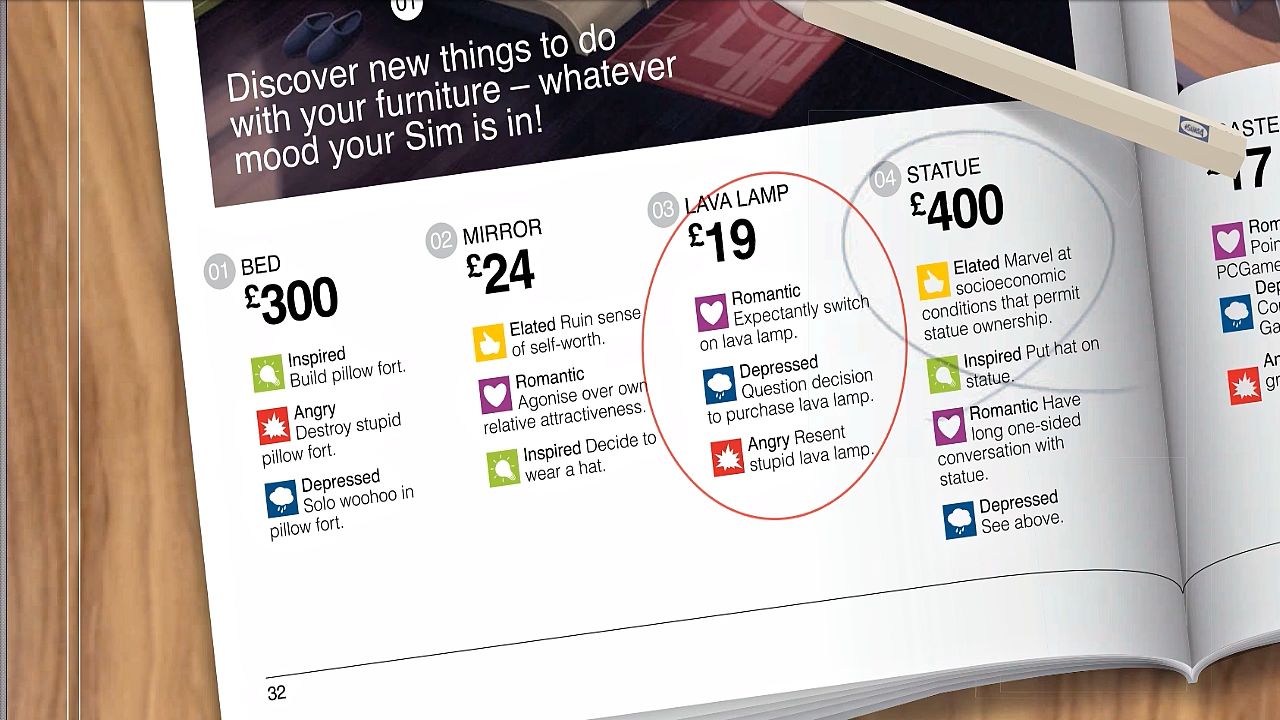 01
Discover new things to do
with your furniture – whatever
mood your Sim is in!
01 BED
£300
Inspired
Build pillow fort.
Angry
Destroy stupid
pillow fort.
Depressed
Solo woohoo in
pillow fort.
02 MIRROR
£24
Elated Ruin sense
of self-worth.
Romantic
Agonise over own
relative attractiveness.
Inspired Decide to
wear a hat.
03 LAVA LAMP
£19
Romantic
Expectantly switch
on lava lamp.
Depressed
Question decision
to purchase lava lamp.
Angry Resent
stupid lava lamp.
04 STATUE
£400
Elated Marvel at
socioeconomic
conditions that permit
statue ownership.
Inspired Put hat on
statue.
Romantic Have
long one-sided
conversation with
statue.
Depressed
See above.
32